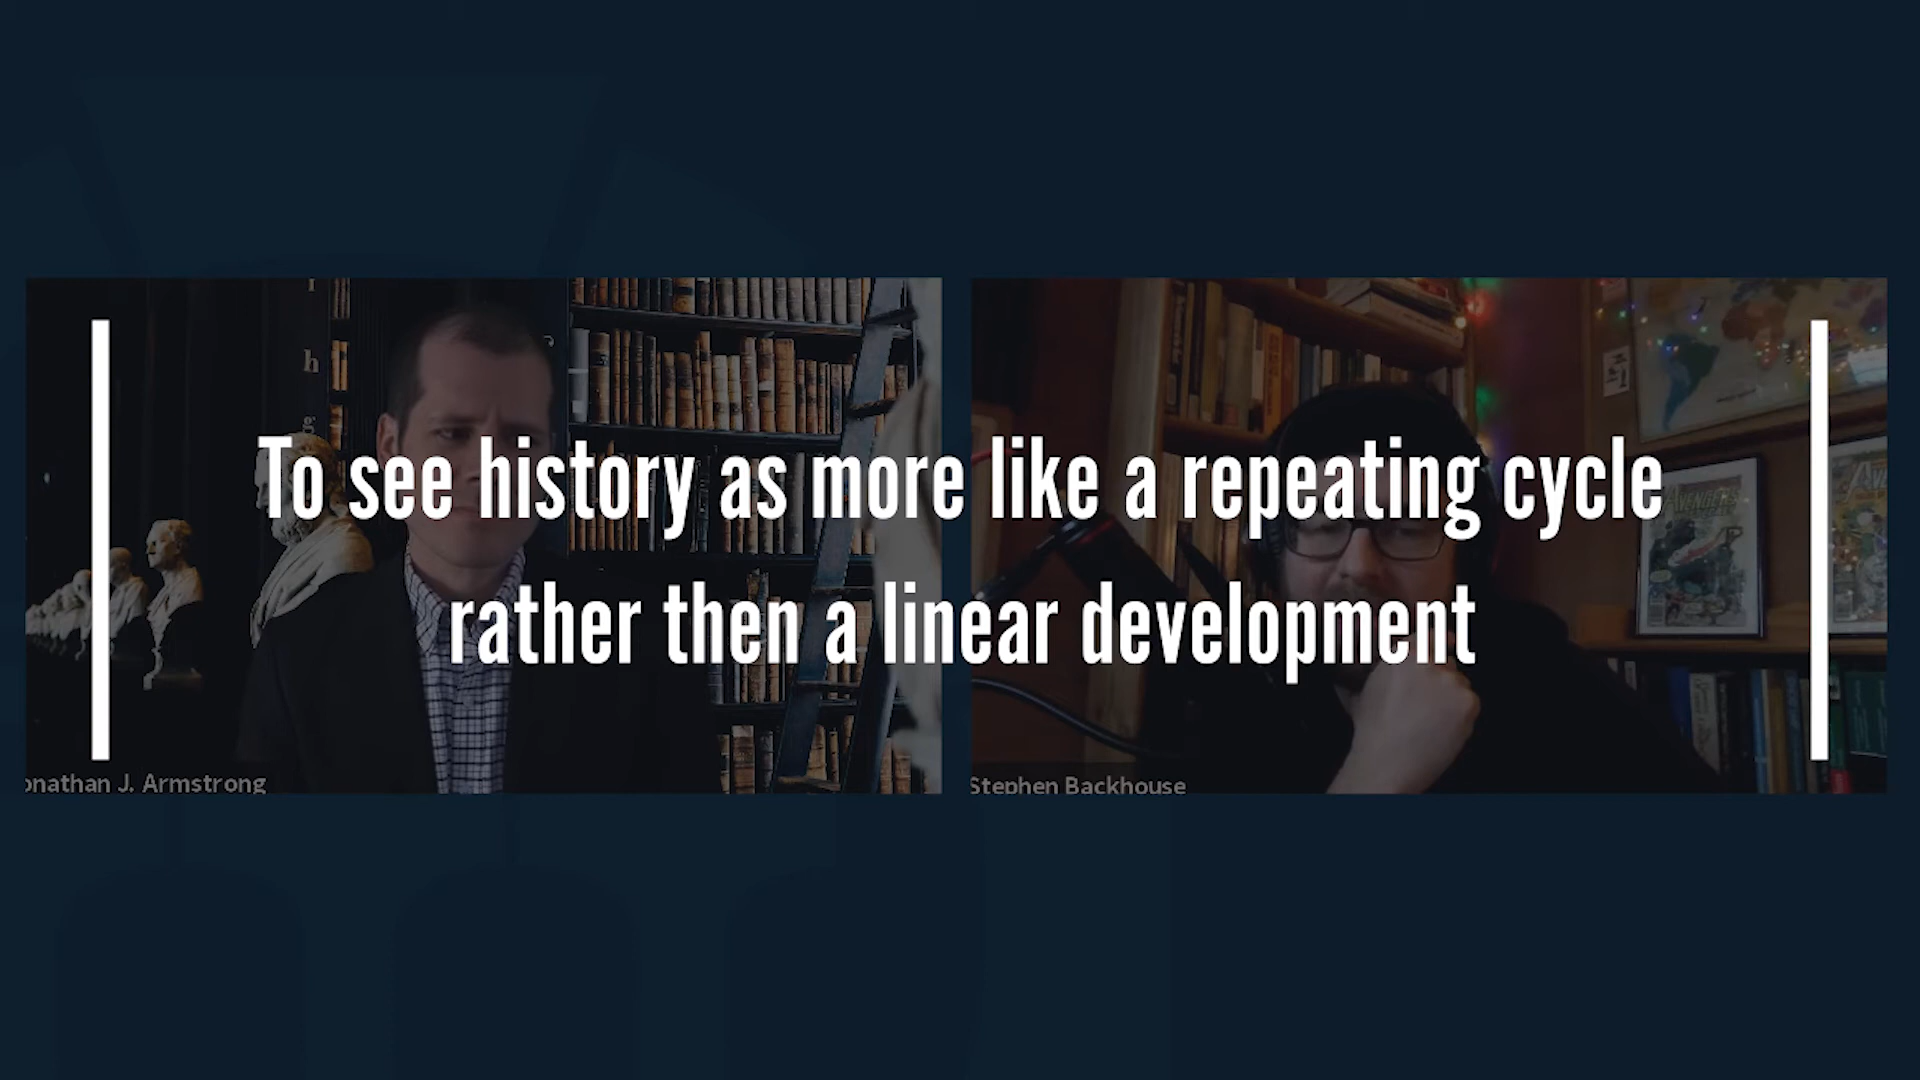 To see history as more like a repeating cycle
rather then a linear development
onathan J. Armstrong
Stephen Backhouse